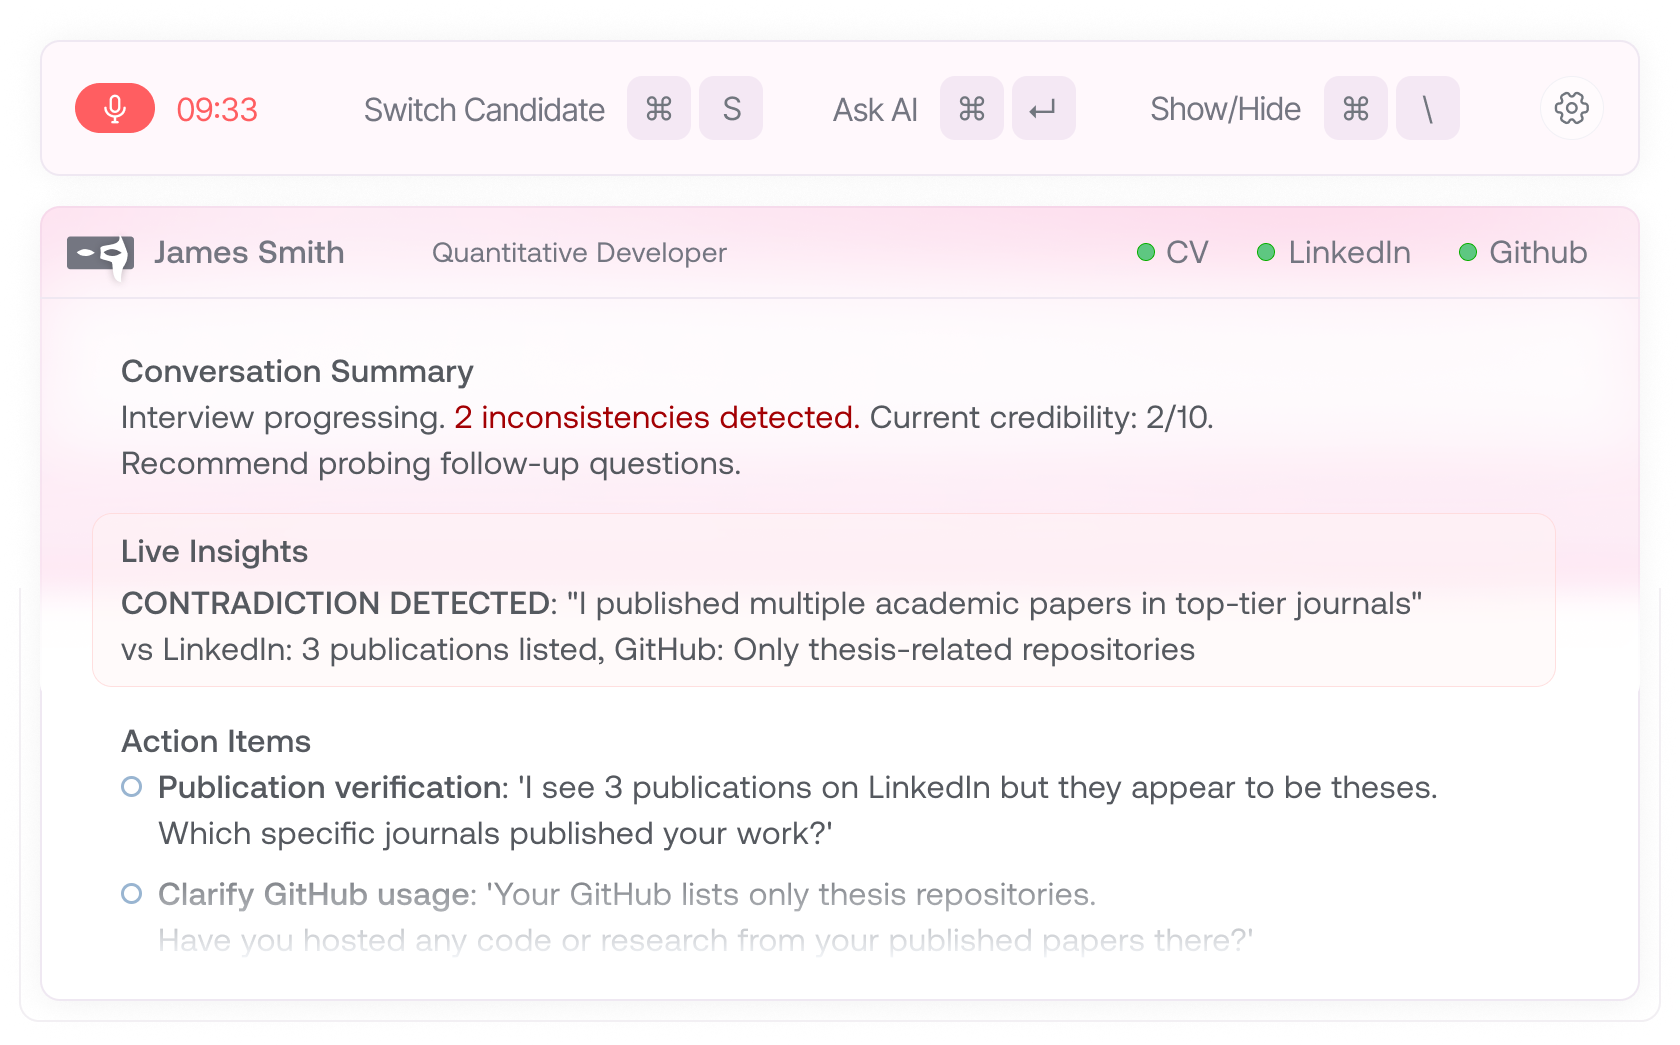 09:33 Switch Candidate ⌘ S Ask AI ⌘ ↵ Show/Hide ⌘ \
James Smith Quantitative Developer CV LinkedIn Github
Conversation Summary
Interview progressing. 2 inconsistencies detected. Current credibility: 2/10.
Recommend probing follow-up questions.
Live Insights
CONTRADICTION DETECTED: "I published multiple academic papers in top-tier journals"
vs LinkedIn: 3 publications listed, GitHub: Only thesis-related repositories
Action Items
Publication verification: 'I see 3 publications on LinkedIn but they appear to be theses.
Which specific journals published your work?'
Clarify GitHub usage: 'Your GitHub lists only thesis repositories.
Have you hosted any code or research from your published papers there?'